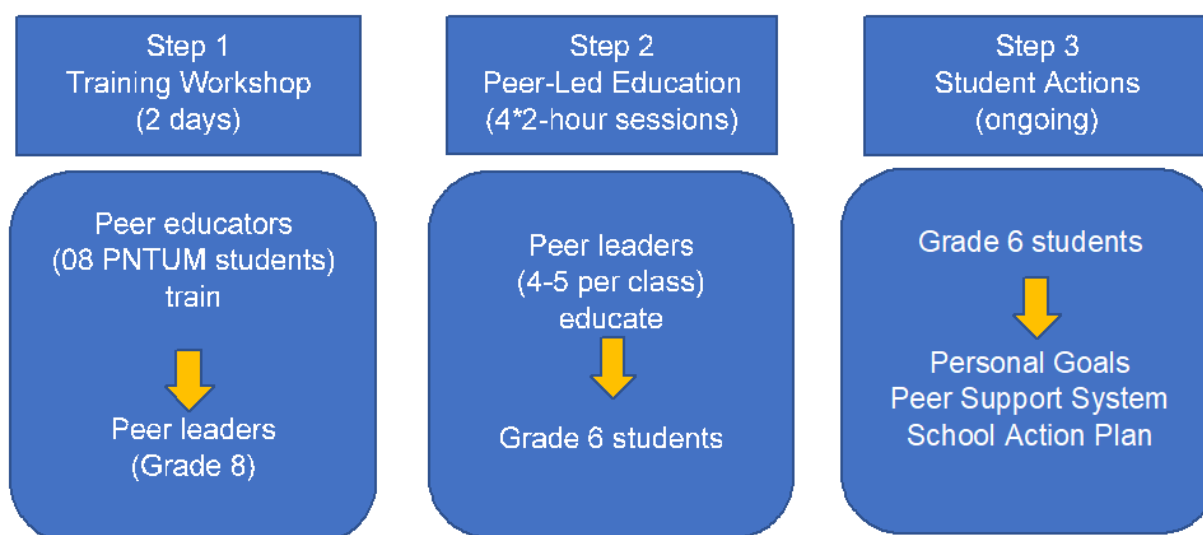 Step 1
Training Workshop
(2 days)
Step 2
Peer-Led Education
(4*2-hour sessions)
Step 3
Student Actions
(ongoing)
Peer educators
(08 PNTUM students)
train
Peer leaders
(Grade 8)
Peer leaders
(4-5 per class)
educate
Grade 6 students
Grade 6 students
Personal Goals
Peer Support System
School Action Plan